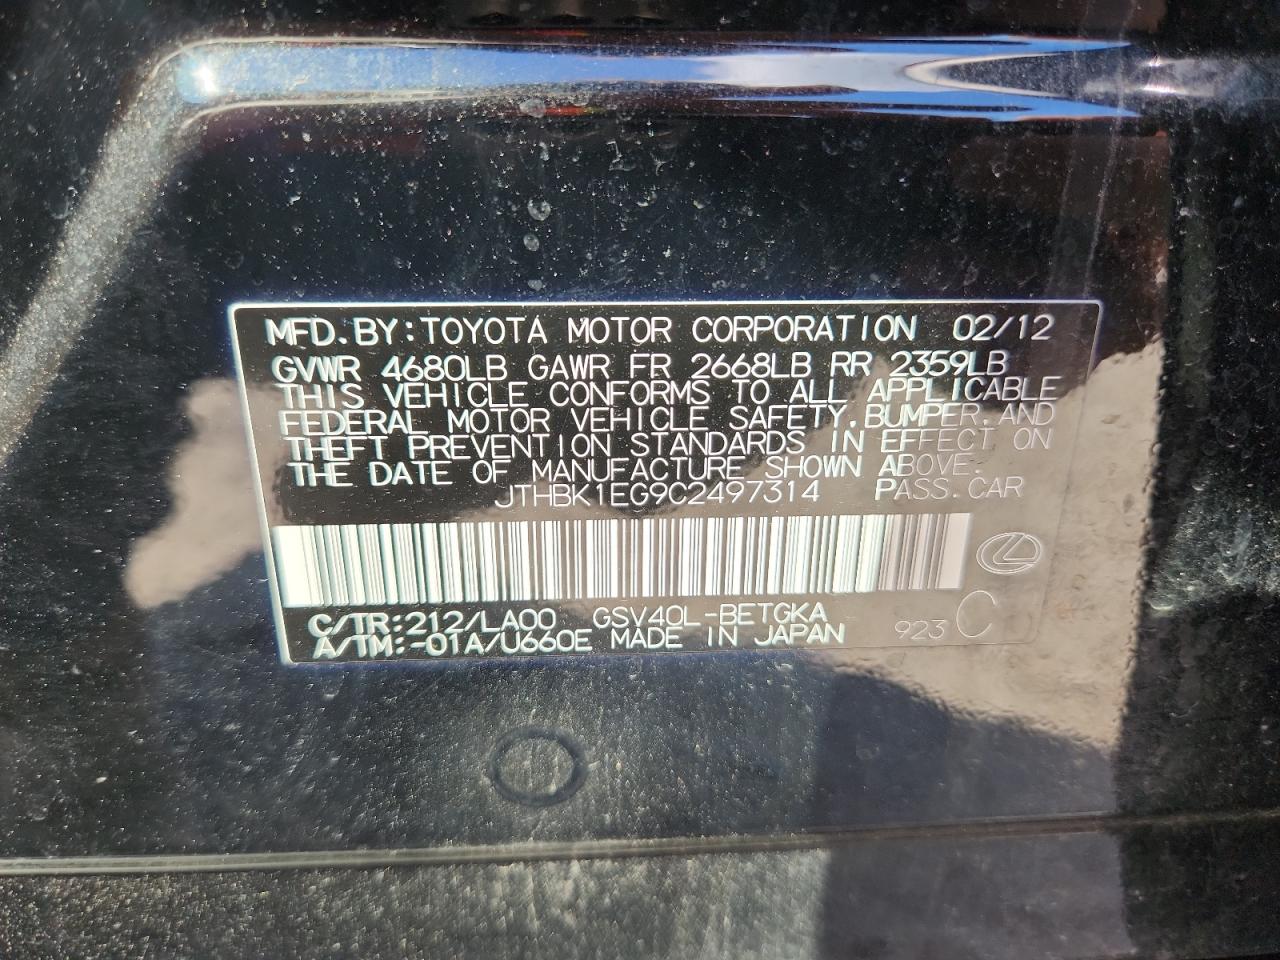 MFD.BY:TOYOTA MOTOR CORPORATION 02/12
GVWR 4680LB GAWR FR 2668LB RR 2359LB
THIS VEHICLE CONFORMS TO ALL APPLICABLE
FEDERAL MOTOR VEHICLE SAFETY,BUMPER,AND
THEFT PREVENTION STANDARDS IN EFFECT ON
THE DATE OF MANUFACTURE SHOWN ABOVE.
JTHBK1EG9C2497314 PASS.CAR
C/TR:212/LA00 GSV40L-BETGKA
A/TM:-01A/U660E MADE IN JAPAN 923 C